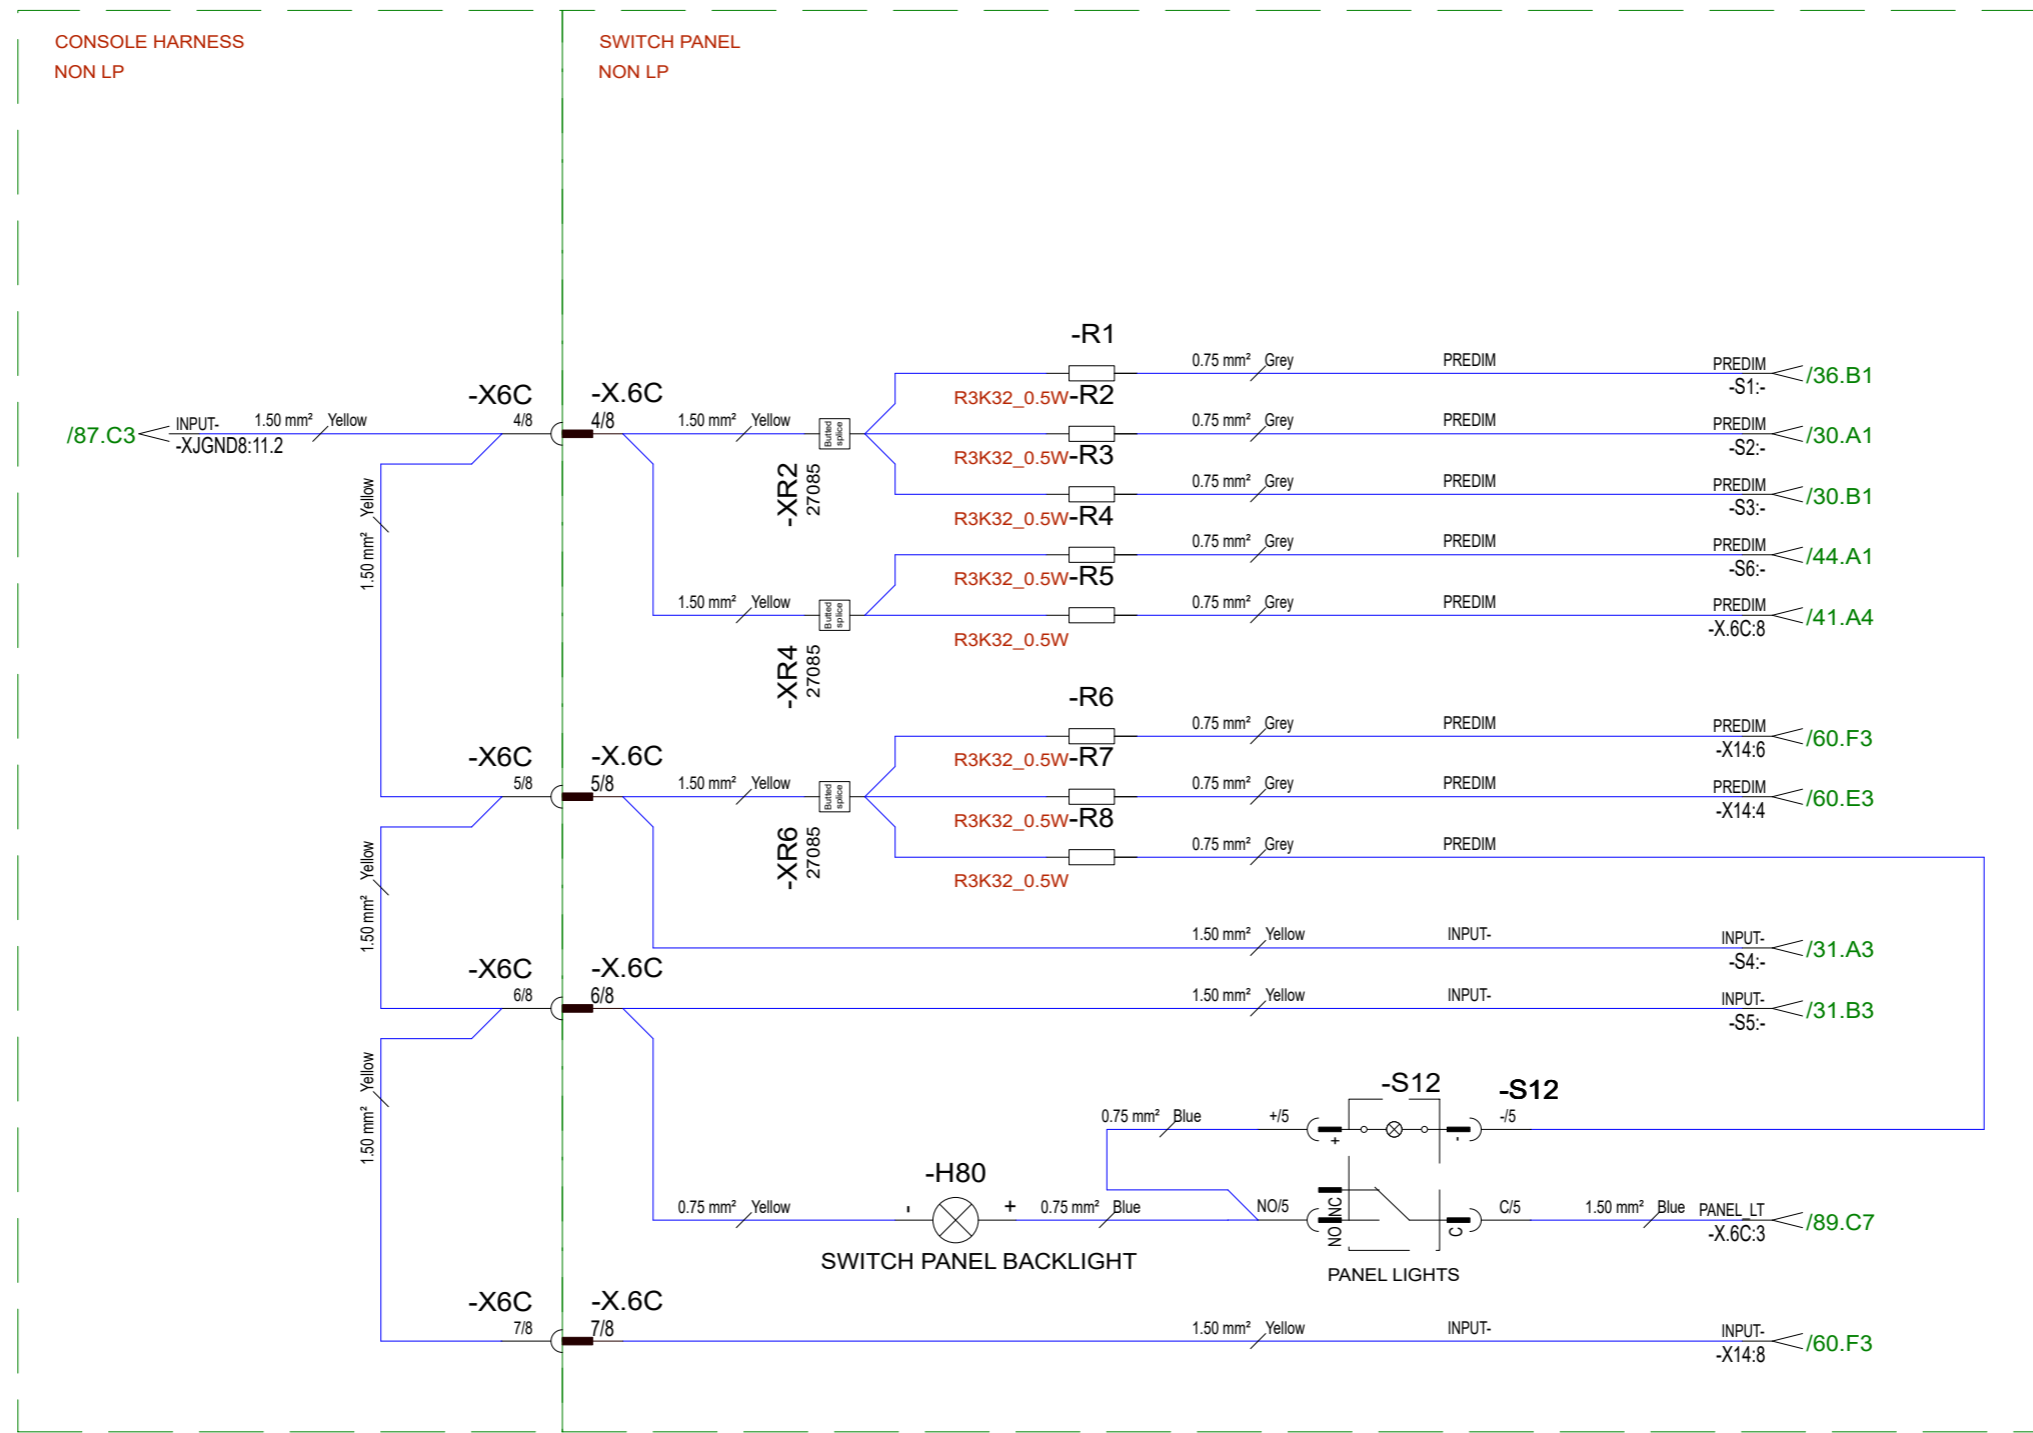 CONSOLE HARNESS
NON LP
SWITCH PANEL
NON LP
-R1
0.75 mm² Grey PREDIM PREDIM /36.B1
-S1:-
R3K32_0.5W -R2
-X6C -X.6C
4/8 4/8
/87.C3 INPUT- 1.50 mm² Yellow
-XJGND8:11.2
1.50 mm² Yellow
Butted
splice
-XR2
27085
0.75 mm² Grey PREDIM PREDIM /30.A1
-S2:-
R3K32_0.5W -R3
0.75 mm² Grey PREDIM PREDIM /30.B1
-S3:-
R3K32_0.5W -R4
1.50 mm² Yellow
0.75 mm² Grey PREDIM PREDIM /44.A1
-S6:-
R3K32_0.5W -R5
1.50 mm² Yellow
Butted
splice
-XR4
27085
0.75 mm² Grey PREDIM PREDIM /41.A4
-X.6C:8
R3K32_0.5W
-R6
0.75 mm² Grey PREDIM PREDIM /60.F3
-X14:6
R3K32_0.5W -R7
-X6C -X.6C
5/8 5/8
1.50 mm² Yellow
Butted
splice
-XR6
27085
0.75 mm² Grey PREDIM PREDIM /60.E3
-X14:4
R3K32_0.5W -R8
0.75 mm² Grey PREDIM
R3K32_0.5W
1.50 mm² Yellow
1.50 mm² Yellow INPUT- INPUT- /31.A3
-S4:-
-X6C -X.6C
6/8 6/8
1.50 mm² Yellow INPUT- INPUT- /31.B3
-S5:-
1.50 mm² Yellow
-S12 -S12
0.75 mm² Blue +/5 + - -/5
-H80
0.75 mm² Yellow - + 0.75 mm² Blue NO/5 NO NC C C/5 1.50 mm² Blue PANEL_LT /89.C7
-X.6C:3
SWITCH PANEL BACKLIGHT
PANEL LIGHTS
-X6C -X.6C
7/8 7/8
1.50 mm² Yellow INPUT- INPUT- /60.F3
-X14:8